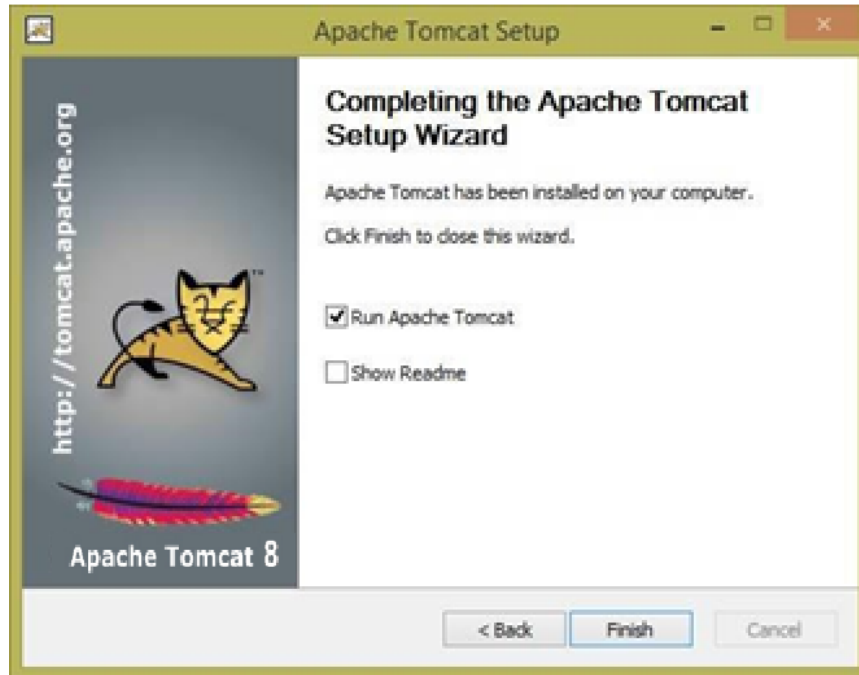 Apache Tomcat Setup
http://tomcat.apache.org
™
Apache Tomcat 8
Completing the Apache Tomcat
Setup Wizard
Apache Tomcat has been installed on your computer.
Click Finish to close this wizard.
Run Apache Tomcat
Show Readme
< Back
Finish
Cancel